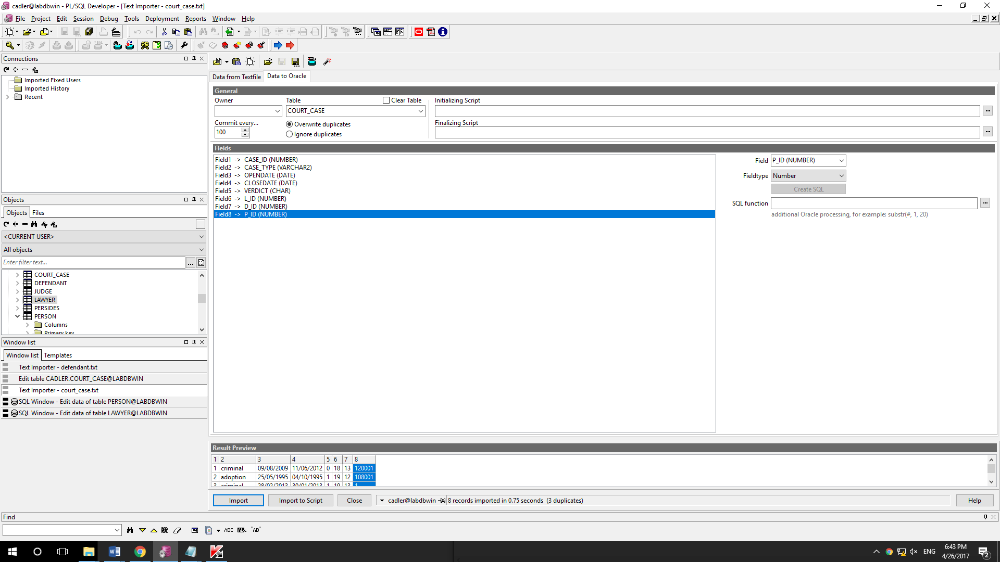 cadler@labdbwin - PL/SQL Developer - [Text Importer - court_case.txt]
File Project Edit Session Debug Tools Deployment Reports Window Help
Connections
Imported Fixed Users
Imported History
Recent
Objects
Objects Files
<CURRENT USER>
All objects
Enter filter text...
COURT_CASE
DEFENDANT
JUDGE
LAWYER
PERSIDES
PERSON
Columns
Primary key
Window list
Window list Templates
Text Importer - defendant.txt
Edit table CADLER.COURT_CASE@LABDBWIN
Text Importer - court_case.txt
SQL Window - Edit data of table PERSON@LABDBWIN
SQL Window - Edit data of table LAWYER@LABDBWIN
Data from Textfile Data to Oracle
General
Owner Table Clear Table Initializing Script
COURT_CASE
Commit every... Overwrite duplicates Finalizing Script
100 Ignore duplicates
Fields
Field1 -> CASE_ID (NUMBER)
Field2 -> CASE_TYPE (VARCHAR2)
Field3 -> OPENDATE (DATE)
Field4 -> CLOSEDATE (DATE)
Field5 -> VERDICT (CHAR)
Field6 -> L_ID (NUMBER)
Field7 -> D_ID (NUMBER)
Field8 -> P_ID (NUMBER)
Field P_ID (NUMBER)
Fieldtype Number
Create SQL
SQL function
additional Oracle processing, for example: substr(#, 1, 20)
Result Preview
1 2 3 4 5 6 7 8
1 criminal 09/08/2009 11/06/2012 0 18 13 120001
2 adoption 25/05/1995 04/10/1995 1 19 12 108001
3 criminal 28/02/2013 30/01/2013 1 19 13 1
Import Import to Script Close cadler@labdbwin 8 records imported in 0.75 seconds (3 duplicates) Help
Find
ABC "AB"
ENG 6:43 PM
4/26/2017 2